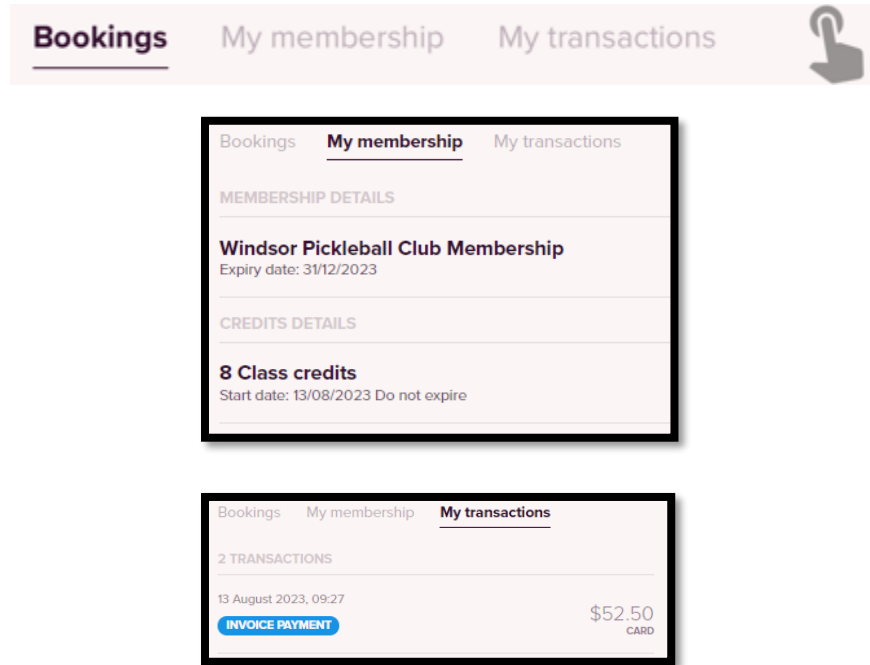 Bookings My membership My transactions
Bookings My membership My transactions
MEMBERSHIP DETAILS
Windsor Pickleball Club Membership
Expiry date: 31/12/2023
CREDITS DETAILS
8 Class credits
Start date: 13/08/2023 Do not expire
Bookings My membership My transactions
2 TRANSACTIONS
13 August 2023, 09:27
INVOICE PAYMENT
$52.50
CARD